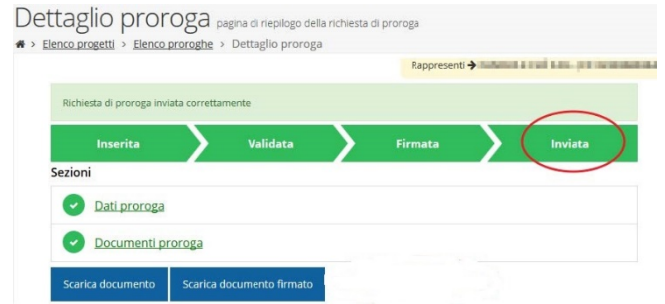 Dettaglio proroga pagina di riepilogo della richiesta di proroga
> Elenco progetti > Elenco proroghe > Dettaglio proroga
Rappresenti →
Richiesta di proroga inviata correttamente
Inserita Validata Firmata Inviata
Sezioni
Dati proroga
Documenti proroga
Scarica documento Scarica documento firmato